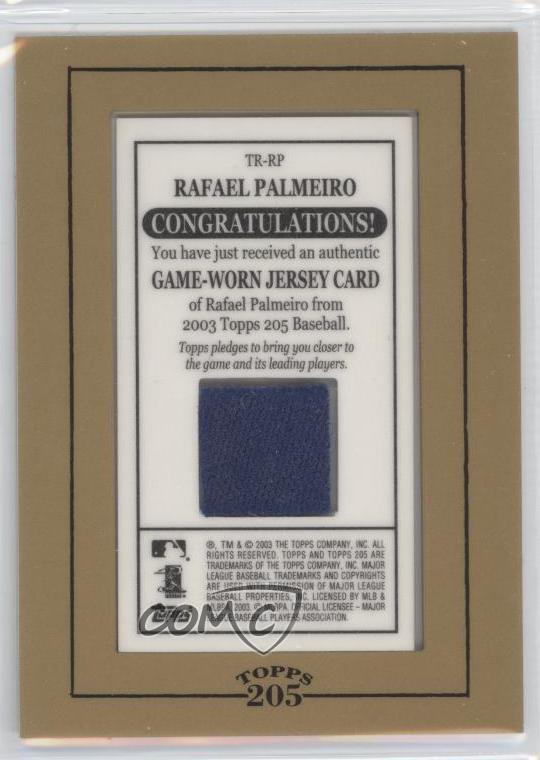 TR-RP
RAFAEL PALMEIRO
CONGRATULATIONS!
You have just received an authentic
GAME-WORN JERSEY CARD
of Rafael Palmeiro from
2003 Topps 205 Baseball.
Topps pledges to bring you closer to
the game and its leading players.
®, TM & © 2003 THE TOPPS COMPANY, INC. ALL
RIGHTS RESERVED. TOPPS AND TOPPS 205 ARE
TRADEMARKS OF THE TOPPS COMPANY, INC. MAJOR
LEAGUE BASEBALL TRADEMARKS AND COPYRIGHTS
ARE USED WITH PERMISSION OF MAJOR LEAGUE
BASEBALL PROPERTIES, INC. LICENSED BY MLB &
2003. © OFFICIAL LICENSEE – MAJOR
LEAGUE BASEBALL PLAYERS ASSOCIATION.
Topps
COMC
TOPPS
205